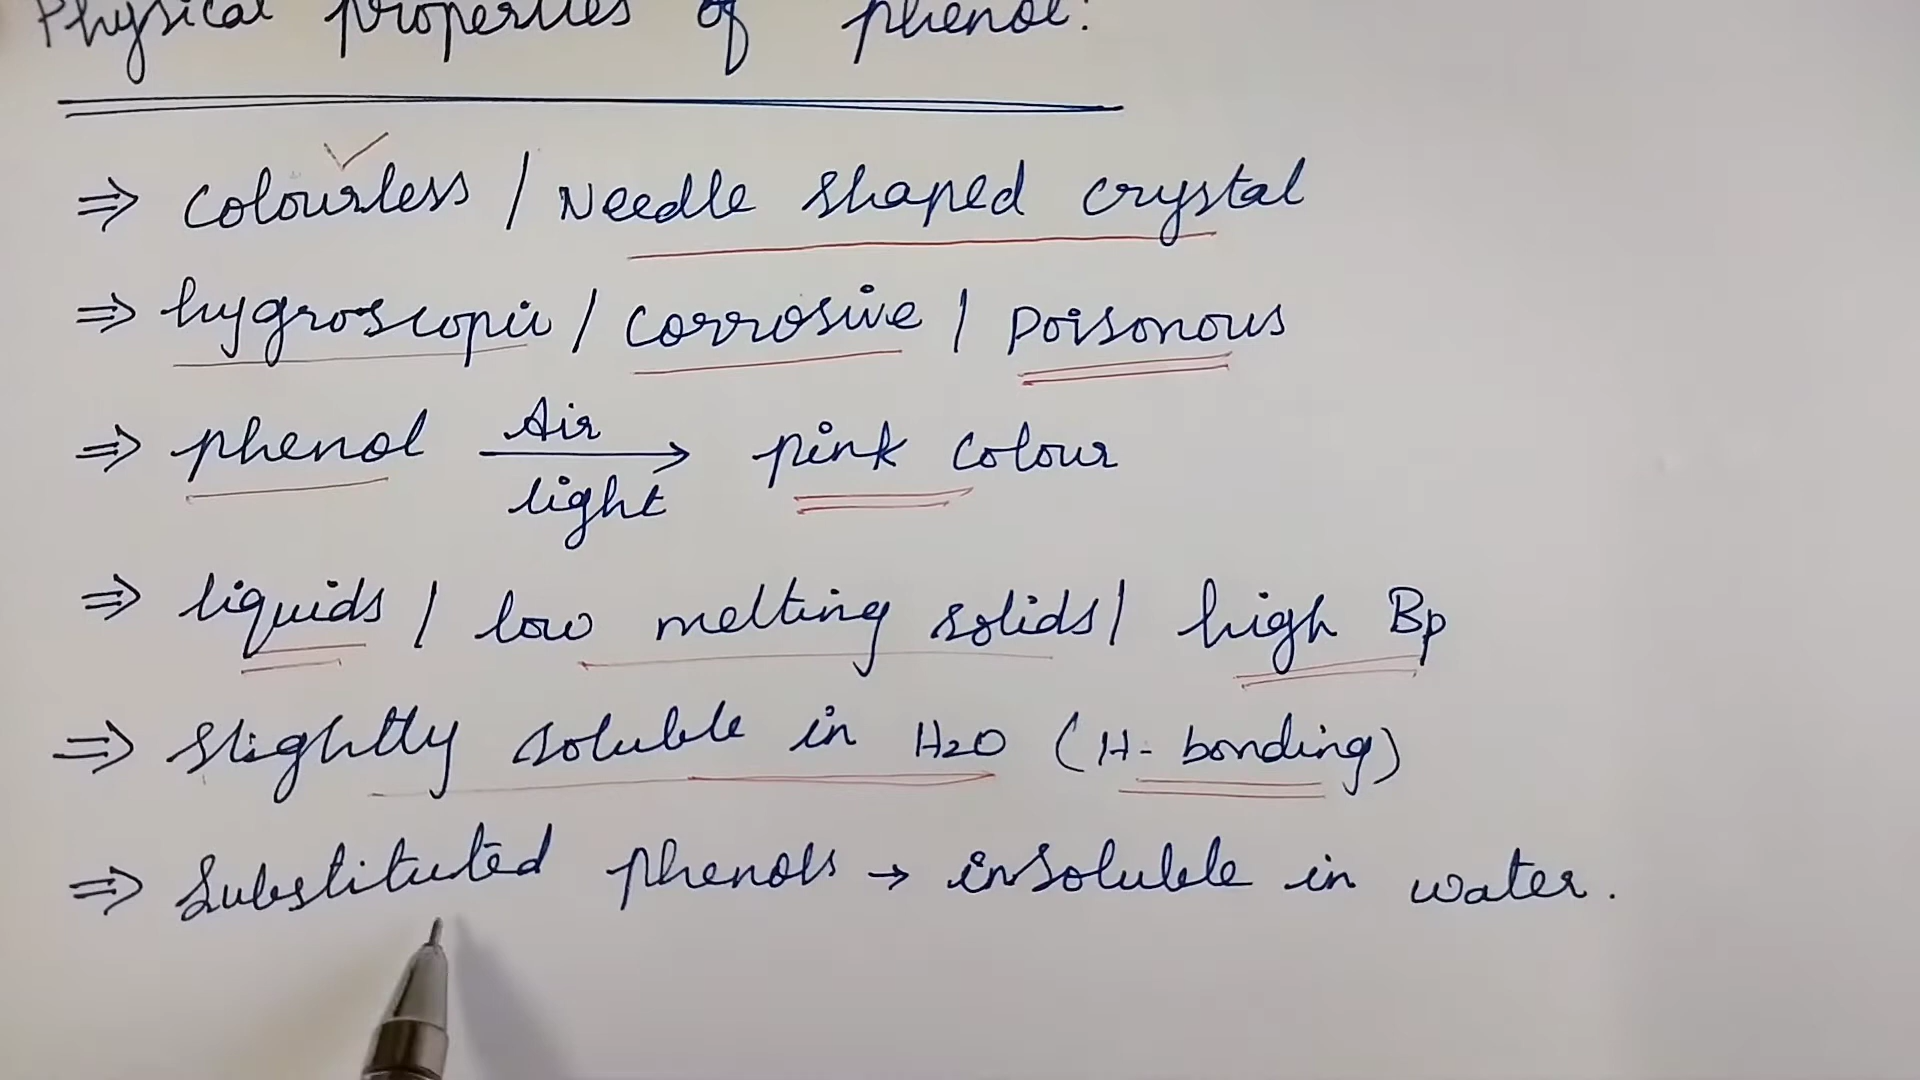 Physical properties of phenol:
⇒ Colourless / Needle shaped crystal
⇒ hygroscopic / Corrosive / Poisonous
⇒ phenol Air light → pink colour
⇒ liquids / low melting solids / high Bp
⇒ slightly soluble in H2O (H-bonding)
⇒ Substituted phenols → insoluble in water.